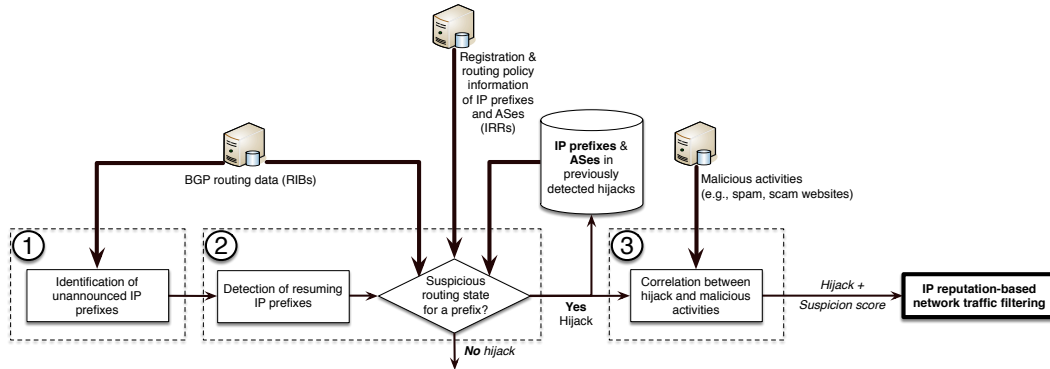 Registration &
routing policy
information
of IP prefixes
and ASes
(IRRs)
BGP routing data (RIBs)
IP prefixes &
ASes in
previously
detected hijacks
Malicious activities
(e.g., spam, scam websites)
1
Identification of
unannounced IP
prefixes
2
Detection of resuming
IP prefixes
Suspicious
routing state
for a prefix?
Yes
Hijack
No hijack
3
Correlation between
hijack and malicious
activities
Hijack +
Suspicion score
IP reputation-based
network traffic filtering